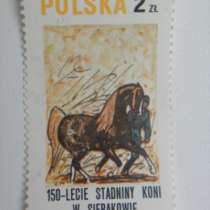 POLSKA 2 ZŁ
150-LECIE STADNINY KONI
W SIERAKOWIE